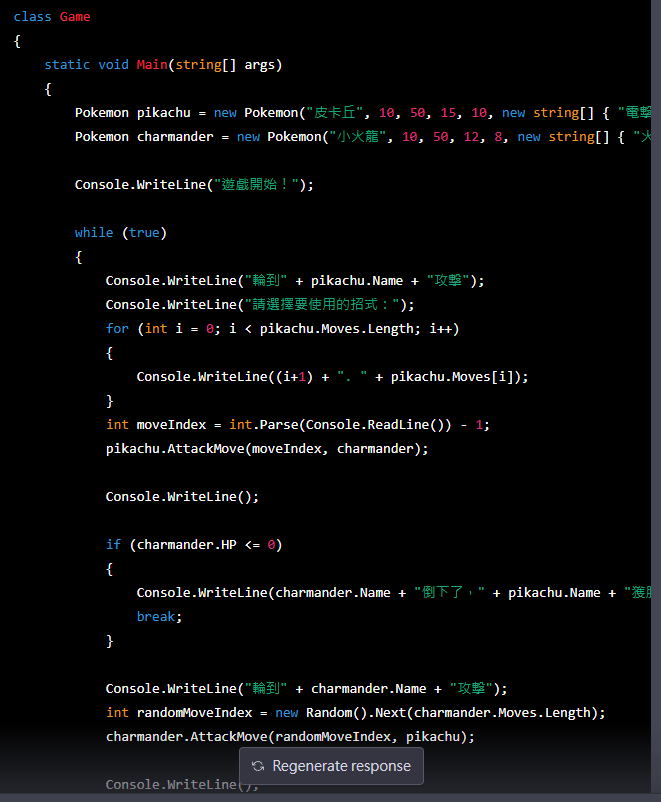 class Game
{
    static void Main(string[] args)
    {
        Pokemon pikachu = new Pokemon("皮卡丘", 10, 50, 15, 10, new string[] { "電擊
        Pokemon charmander = new Pokemon("小火龍", 10, 50, 12, 8, new string[] { "火
        Console.WriteLine("遊戲開始！");
        while (true)
        {
            Console.WriteLine("輪到" + pikachu.Name + "攻擊");
            Console.WriteLine("請選擇要使用的招式：");
            for (int i = 0; i < pikachu.Moves.Length; i++)
            {
                Console.WriteLine((i+1) + ". " + pikachu.Moves[i]);
            }
            int moveIndex = int.Parse(Console.ReadLine()) - 1;
            pikachu.AttackMove(moveIndex, charmander);
            Console.WriteLine();
            if (charmander.HP <= 0)
            {
                Console.WriteLine(charmander.Name + "倒下了，" + pikachu.Name + "獲勝
                break;
            }
            Console.WriteLine("輪到" + charmander.Name + "攻擊");
            int randomMoveIndex = new Random().Next(charmander.Moves.Length);
            charmander.AttackMove(randomMoveIndex, pikachu);
Regenerate response
            Console.WriteLine();